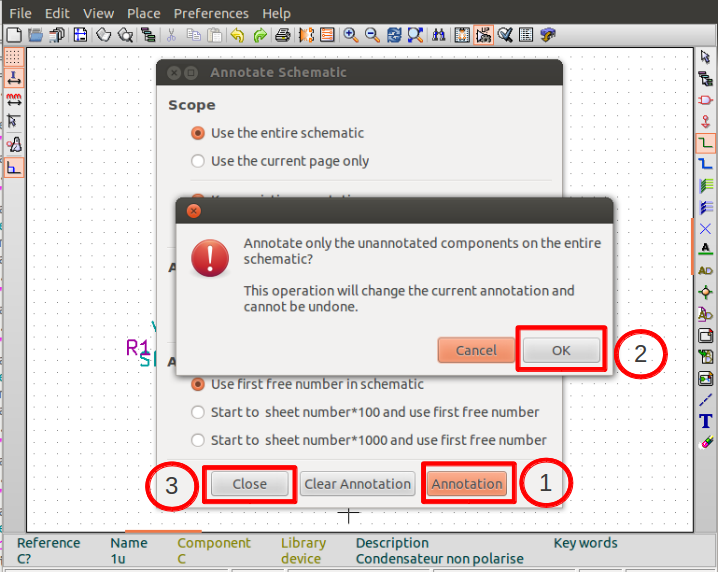 File Edit View Place Preferences Help
Annotate Schematic
Scope
Use the entire schematic
Use the current page only
Annotate only the unannotated components on the entire
schematic?
This operation will change the current annotation and
cannot be undone.
Cancel OK 2
R1
Use first free number in schematic
Start to sheet number*100 and use first free number
Start to sheet number*1000 and use first free number
3 Close Clear Annotation Annotation 1
Reference Name Component Library Description Key words
C? 1u C device Condensateur non polarise